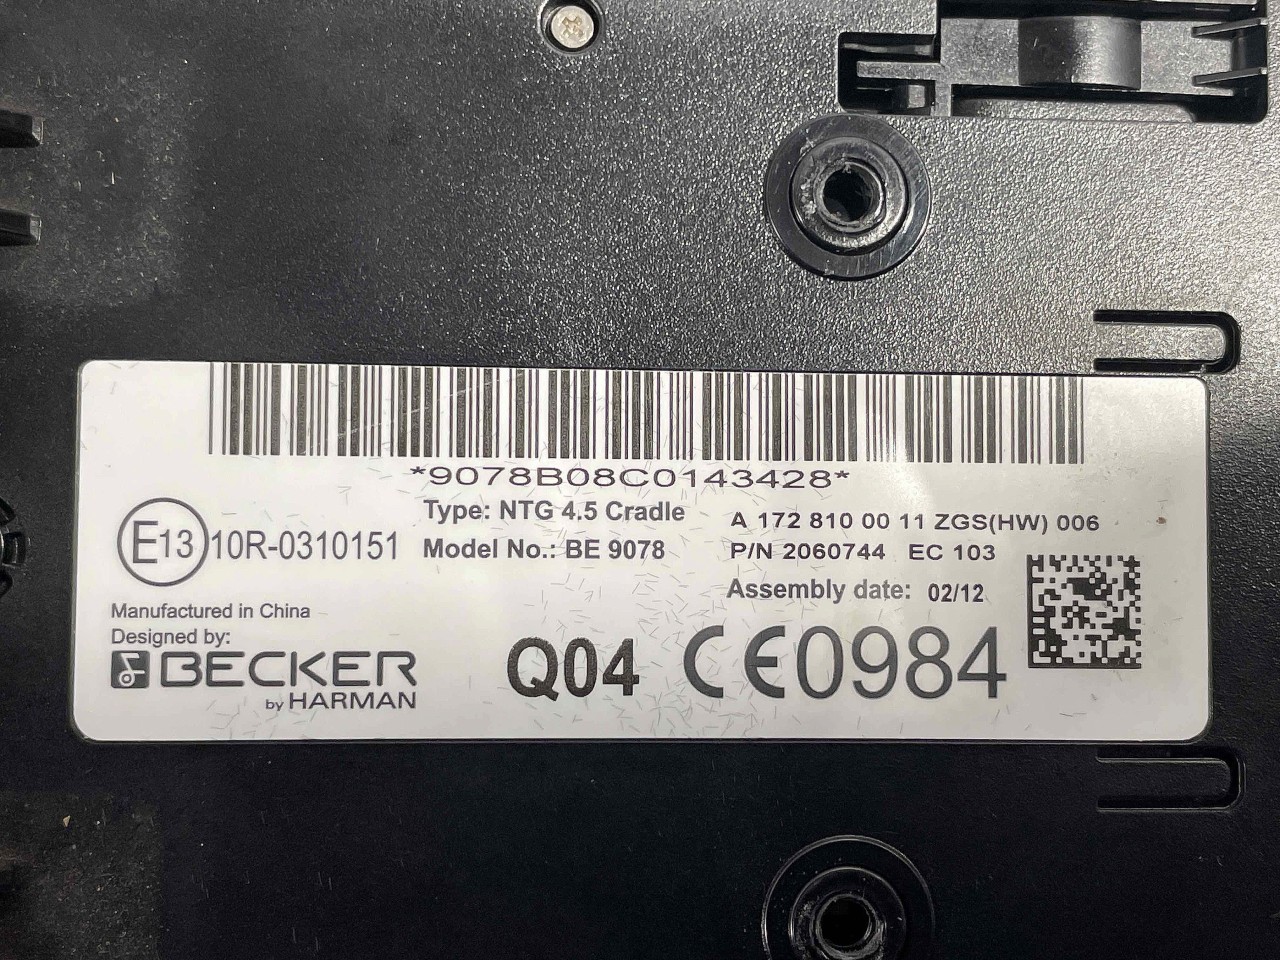 *9078B08C0143428*
Type: NTG 4.5 Cradle
A 172 810 00 11 ZGS(HW) 006
E13 10R-0310151
Model No.: BE 9078
P/N 2060744 EC 103
Assembly date: 02/12
Manufactured in China
Designed by:
BECKER
by HARMAN
Q04
CE0984